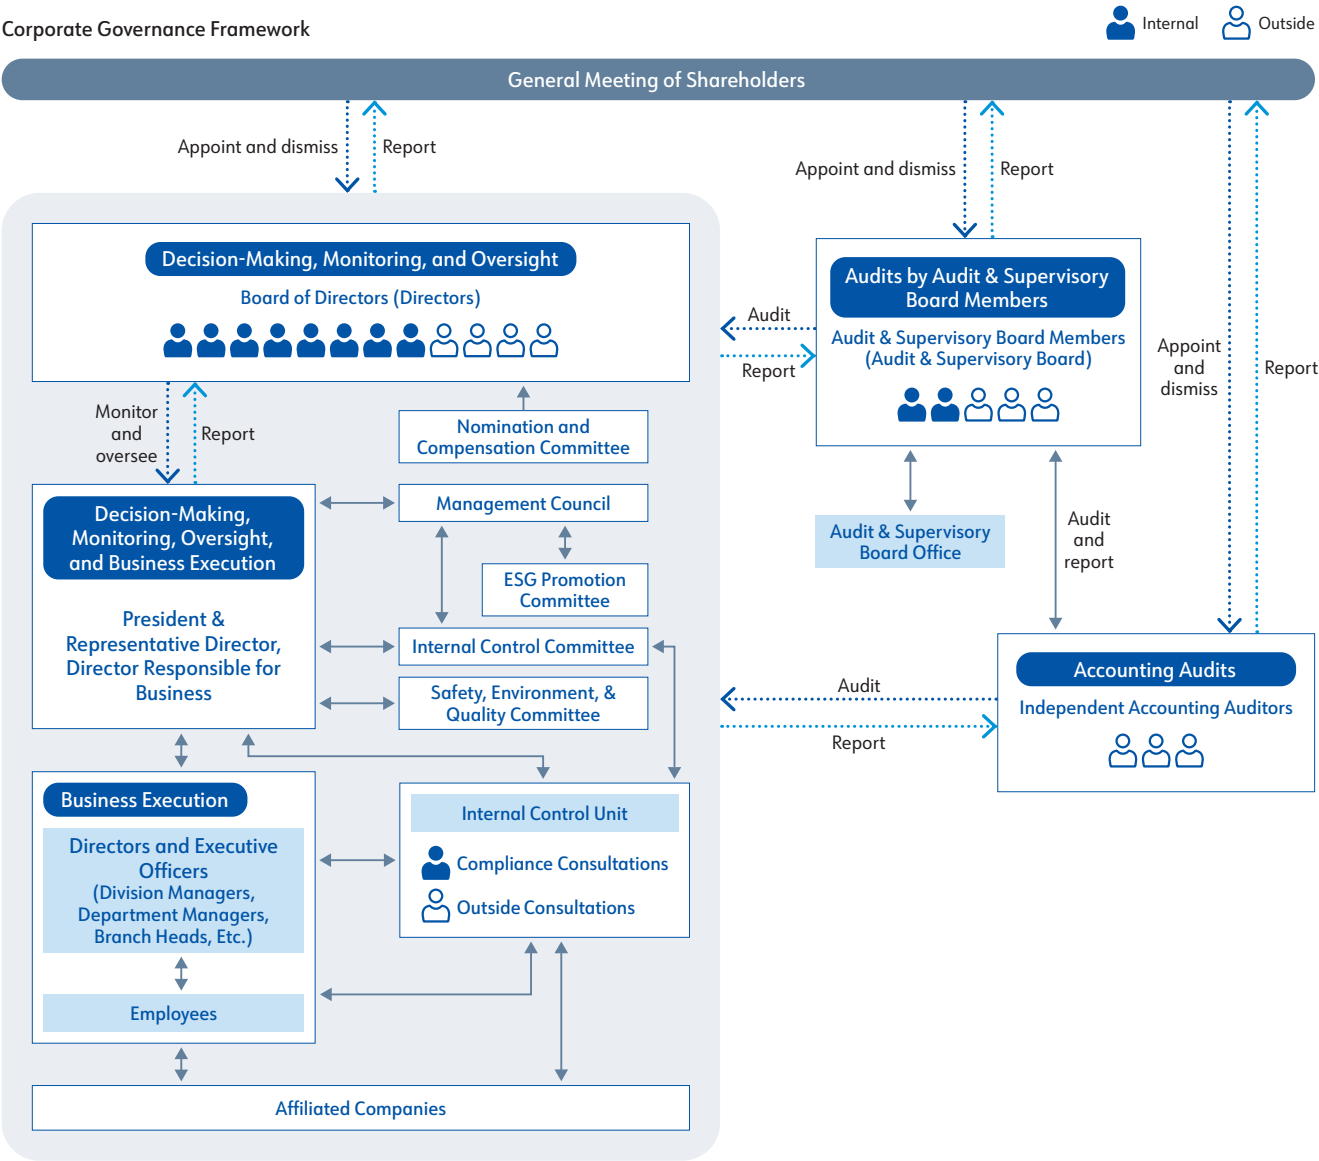 Corporate Governance Framework
Internal
Outside
General Meeting of Shareholders
Appoint and dismiss
Report
Appoint and dismiss
Report
Decision-Making, Monitoring, and Oversight
Board of Directors (Directors)
Audit
Report
Audits by Audit & Supervisory
Board Members
Audit & Supervisory Board Members
(Audit & Supervisory Board)
Appoint
and
dismiss
Report
Monitor
and
oversee
Report
Nomination and
Compensation Committee
Decision-Making,
Monitoring, Oversight,
and Business Execution
President &
Representative Director,
Director Responsible for
Business
Management Council
ESG Promotion
Committee
Internal Control Committee
Safety, Environment, &
Quality Committee
Audit & Supervisory
Board Office
Audit
and
report
Audit
Report
Accounting Audits
Independent Accounting Auditors
Business Execution
Directors and Executive
Officers
(Division Managers,
Department Managers,
Branch Heads, Etc.)
Employees
Internal Control Unit
Compliance Consultations
Outside Consultations
Affiliated Companies